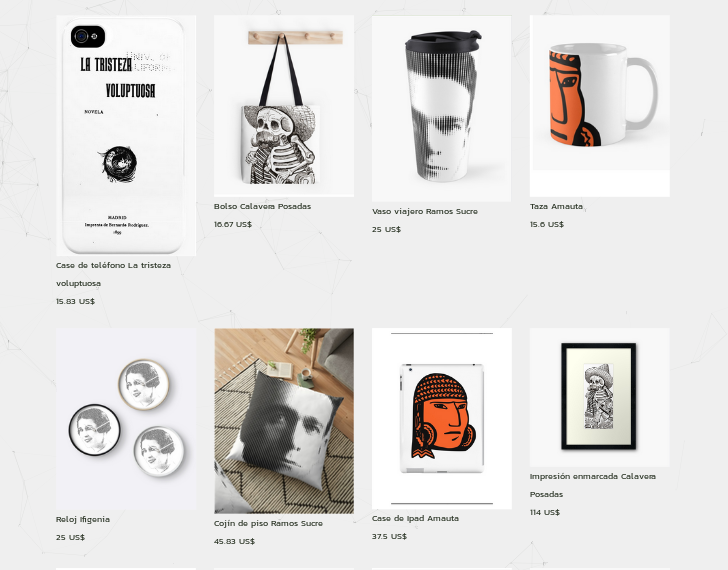 LA TRISTEZA
VOLUPTUOSA
NOVELA
MADRID
Imprenta de Bernardo Rodríguez.
1899
Case de teléfono La tristeza
voluptuosa
15.83 US$
Bolso Calavera Posadas
16.67 US$
Vaso viajero Ramos Sucre
25 US$
Taza Amauta
15.6 US$
Reloj Ifigenia
25 US$
Cojín de piso Ramos Sucre
45.83 US$
Case de Ipad Amauta
37.5 US$
Impresión enmarcada Calavera
Posadas
114 US$